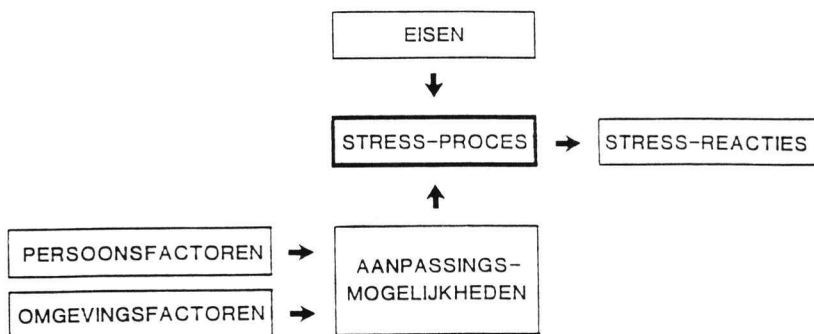 EISEN
STRESS-PROCES
STRESS-REACTIES
PERSOONSFACTOREN
AANPASSINGS-
MOGELIJKHEDEN
OMGEVINGSFACTOREN